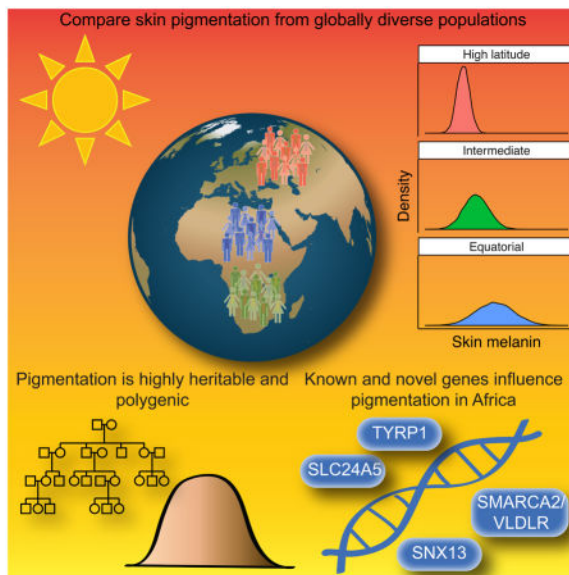 Compare skin pigmentation from globally diverse populations
High latitude
Intermediate
Equatorial
Density
Skin melanin
Pigmentation is highly heritable and
polygenic
Known and novel genes influence
pigmentation in Africa
TYRP1
SLC24A5
SMARCA2/
VLDLR
SNX13